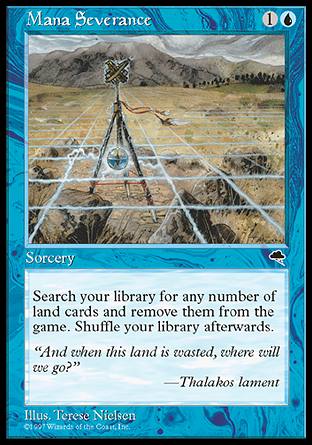 Mana Severance 1
Sorcery
Search your library for any number of
land cards and remove them from the
game. Shuffle your library afterwards.
“And when this land is wasted, where will
we go?”
—Thalakos lament
Illus. Terese Nielsen
©1997 Wizards of the Coast, Inc.